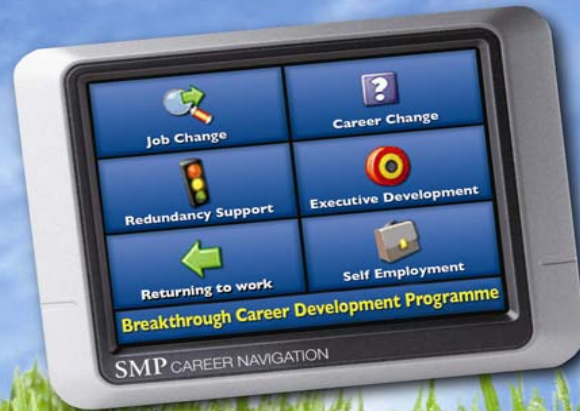 Job Change
Career Change
Redundancy Support
Executive Development
Returning to work
Self Employment
Breakthrough Career Development Programme
SMP CAREER NAVIGATION